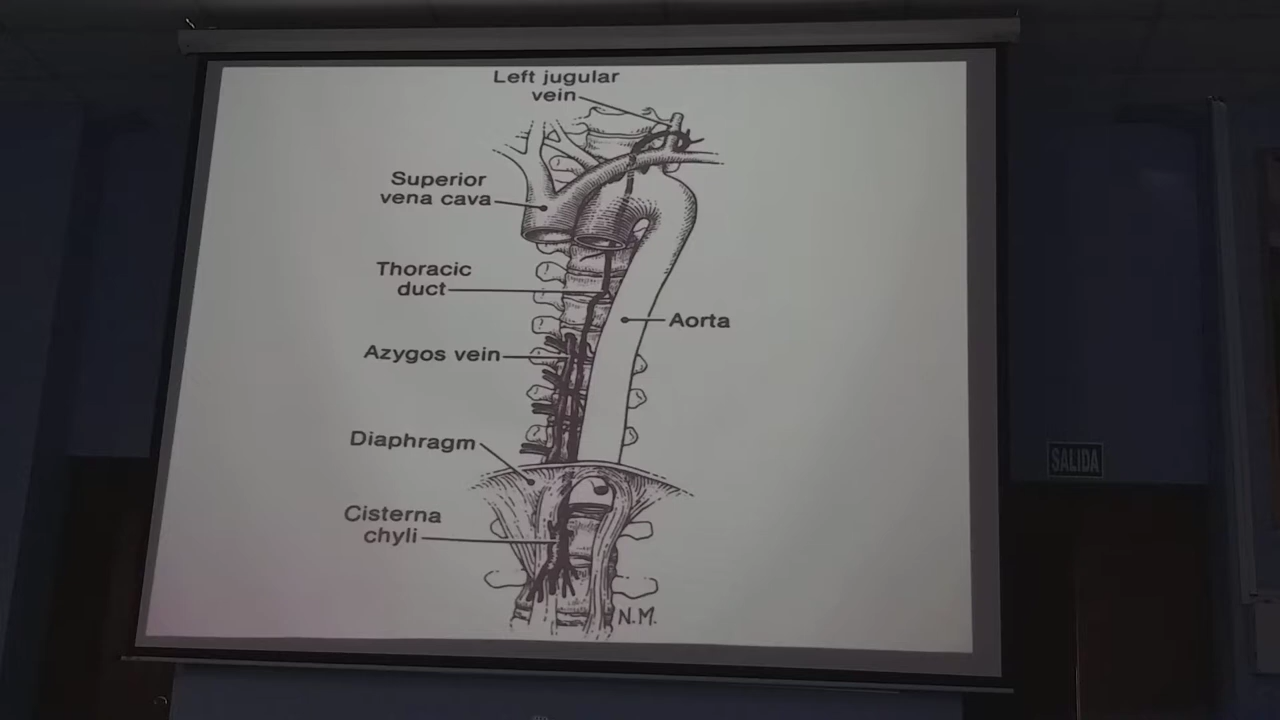 Left jugular
vein
Superior
vena cava
Thoracic
duct
Aorta
Azygos vein
Diaphragm
SALIDA
Cisterna
chyli
N.M.